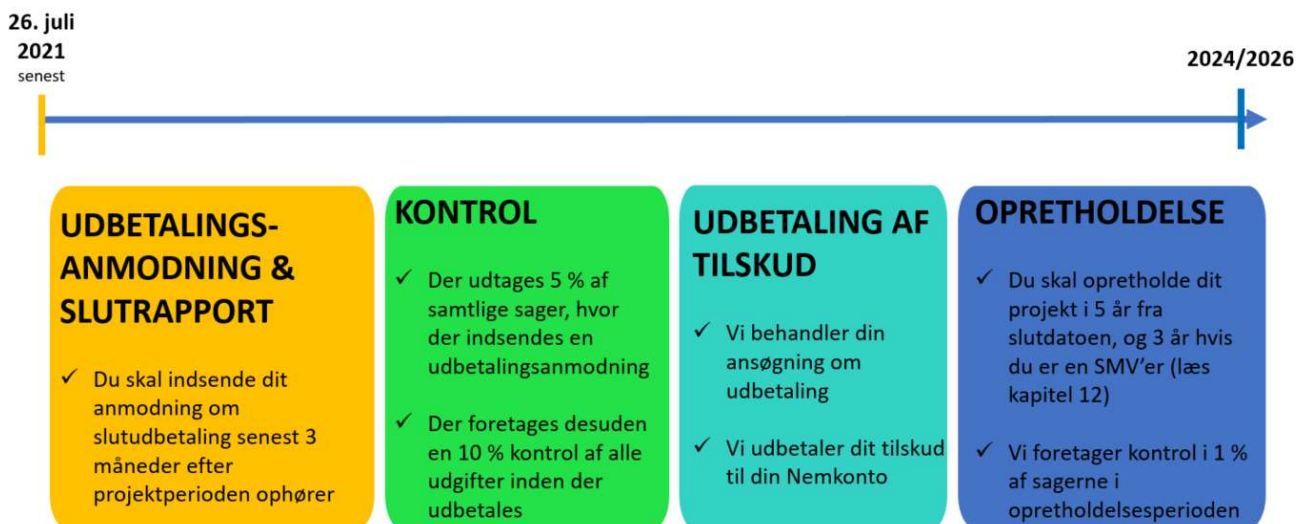 26. juli
2021
senest
2024/2026
UDBETALINGS-
ANMODNING &
SLUTRAPPORT
✓ Du skal indsende dit
anmodning om
slutudbetaling senest 3
måneder efter
projektperioden ophører
KONTROL
✓ Der udtages 5 % af
samtlige sager, hvor
der indsendes en
udbetalingsanmodning
✓ Der foretages desuden
en 10 % kontrol af alle
udgifter inden der
udbetales
UDBETALING AF
TILSKUD
✓ Vi behandler din
ansøgning om
udbetaling
✓ Vi udbetaler dit tilskud
til din Nemkonto
OPRETHOLDELSE
✓ Du skal opretholde dit
projekt i 5 år fra
slutdatoen, og 3 år hvis
du er en SMV’er (læs
kapitel 12)
✓ Vi foretager kontrol i 1 %
af sagerne i
opretholdelsesperioden